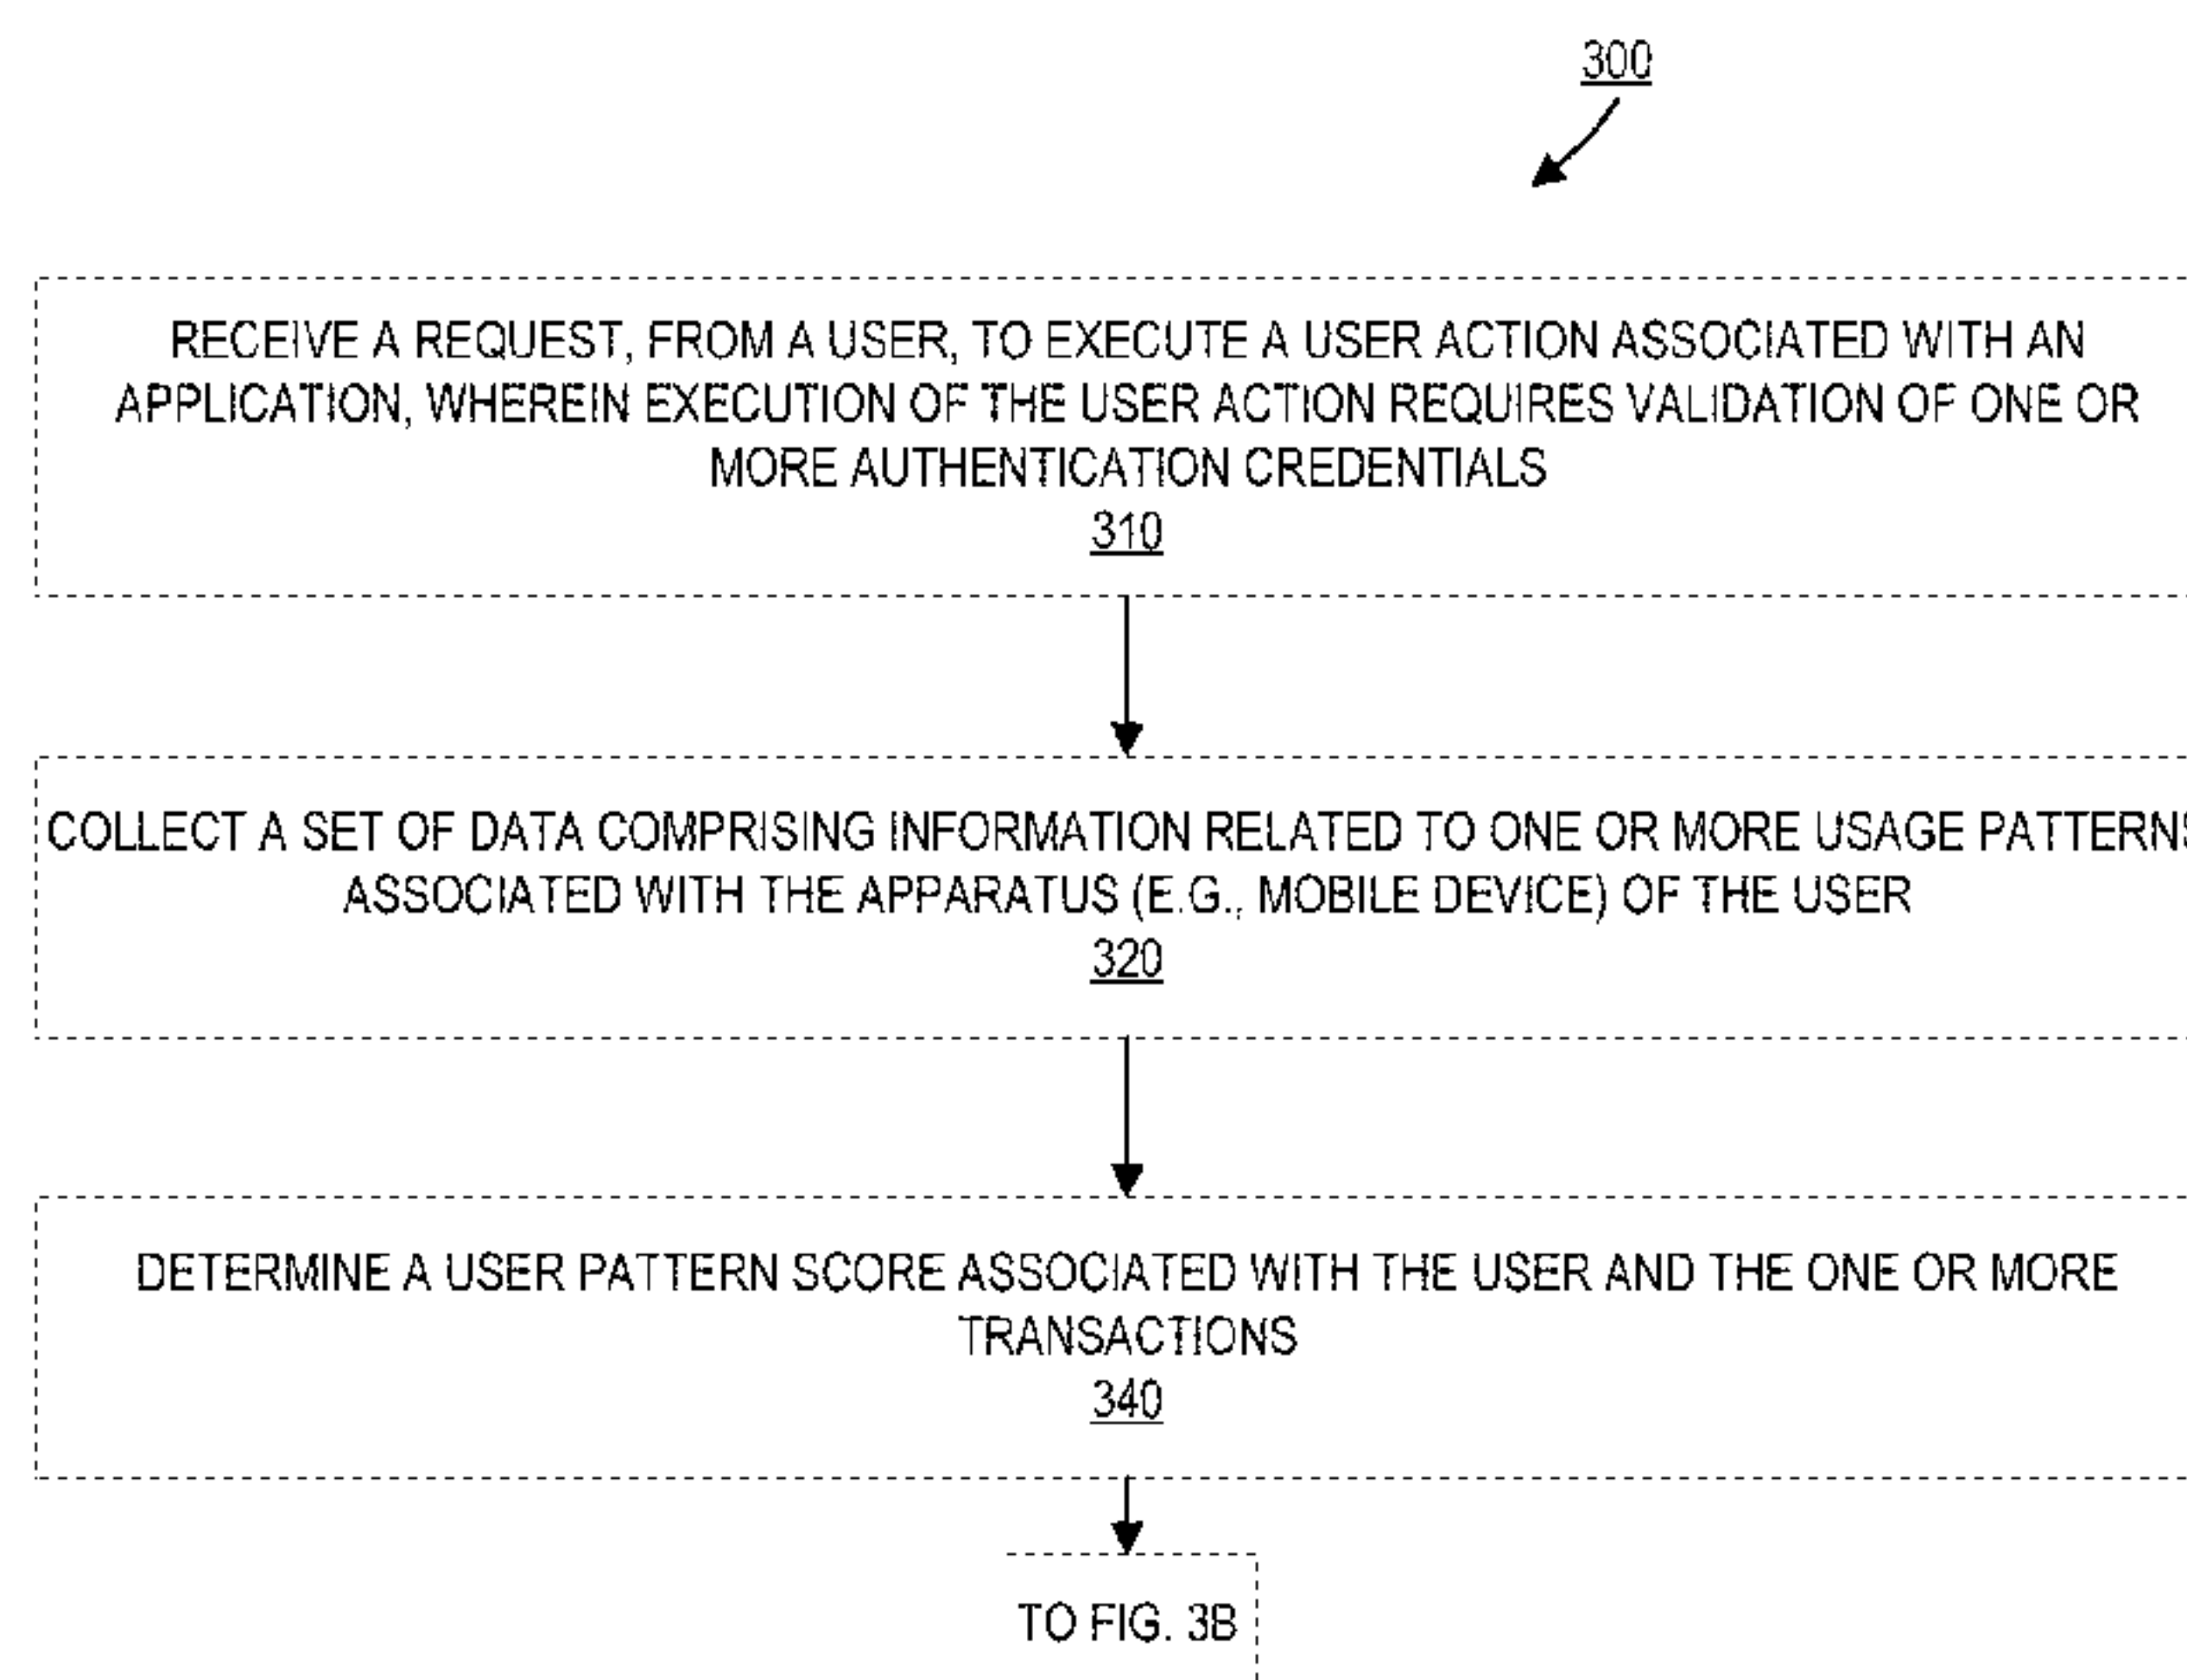 300
RECEIVE A REQUEST, FROM A USER, TO EXECUTE A USER ACTION ASSOCIATED WITH AN
APPLICATION, WHEREIN EXECUTION OF THE USER ACTION REQUIRES VALIDATION OF ONE OR
MORE AUTHENTICATION CREDENTIALS
310
COLLECT A SET OF DATA COMPRISING INFORMATION RELATED TO ONE OR MORE USAGE PATTERNS
ASSOCIATED WITH THE APPARATUS (E.G., MOBILE DEVICE) OF THE USER
320
DETERMINE A USER PATTERN SCORE ASSOCIATED WITH THE USER AND THE ONE OR MORE
TRANSACTIONS
340
TO FIG. 3B